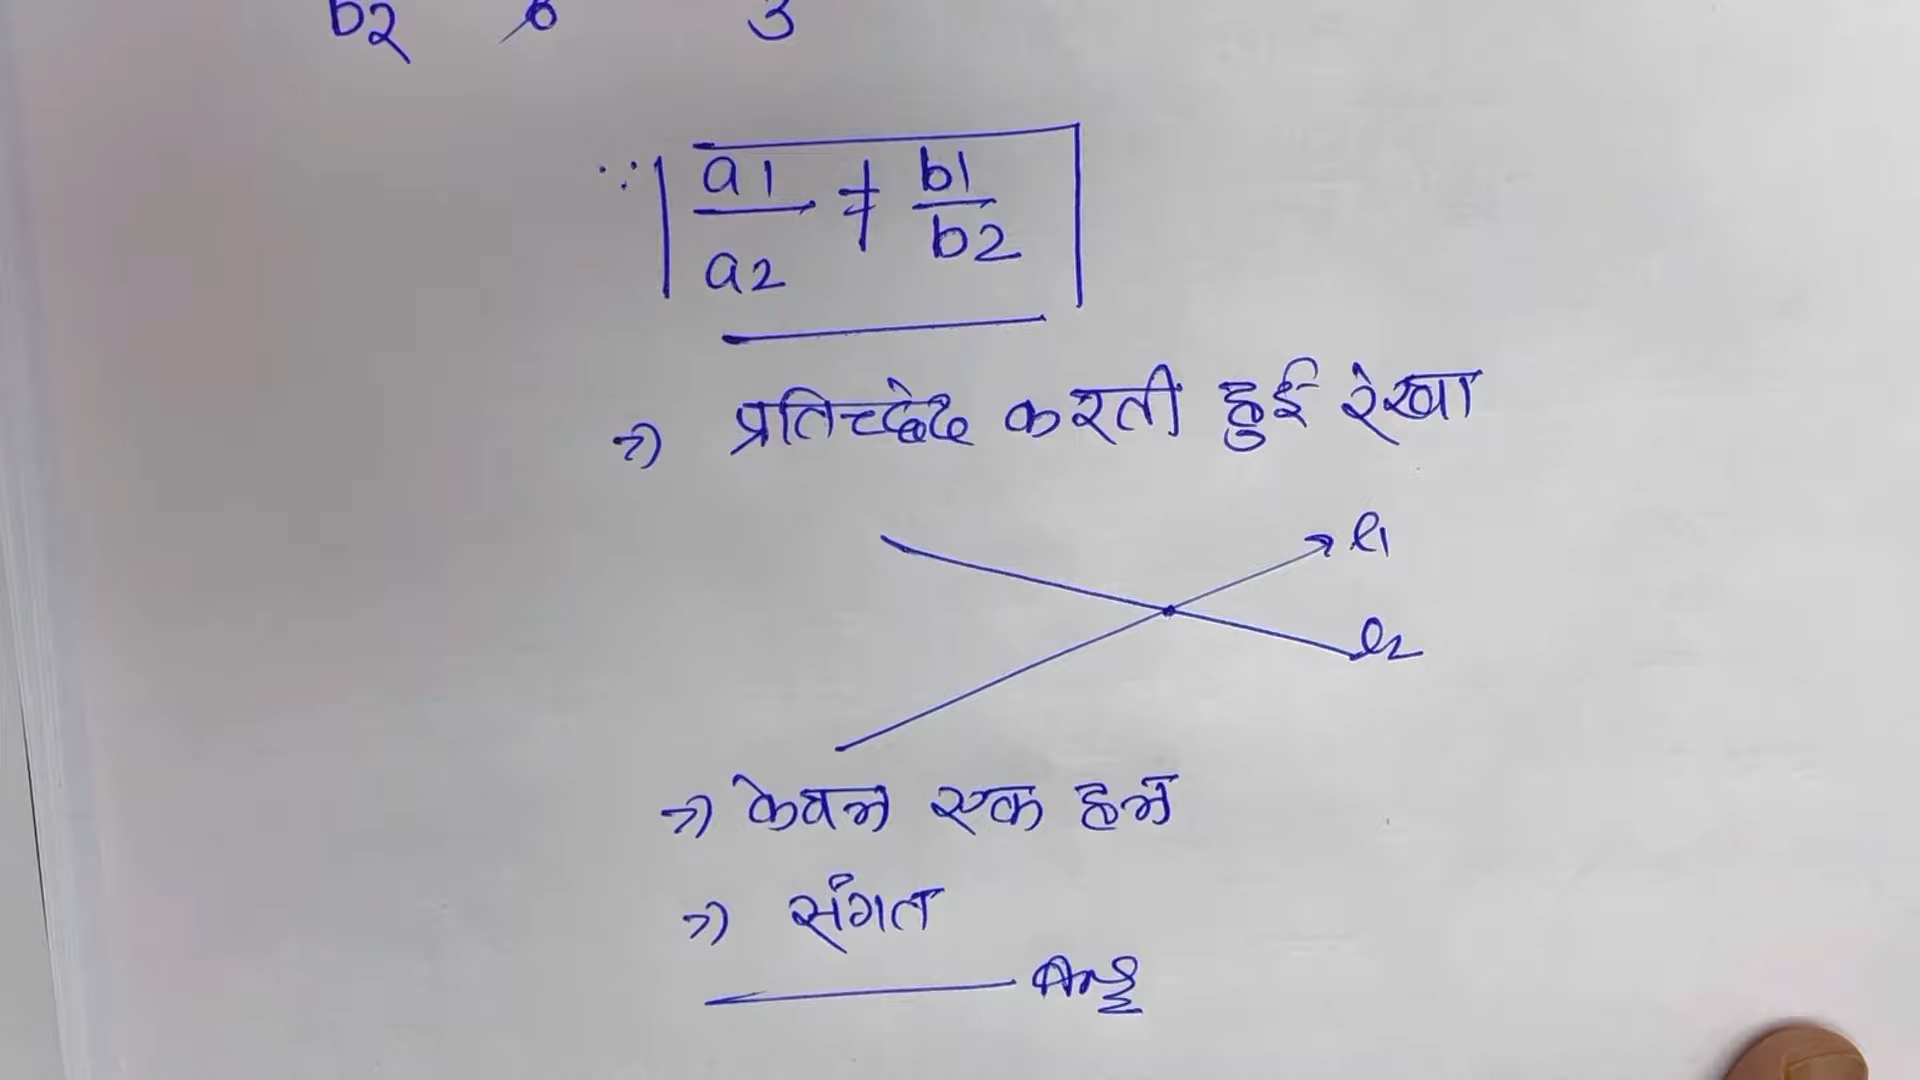 b2 6 3
∵ a1/a2 ≠ b1/b2
⇒ प्रतिच्छेद करती हुई रेखा
l1
l2
⇒ केवल एक हल
⇒ संगत
Ans